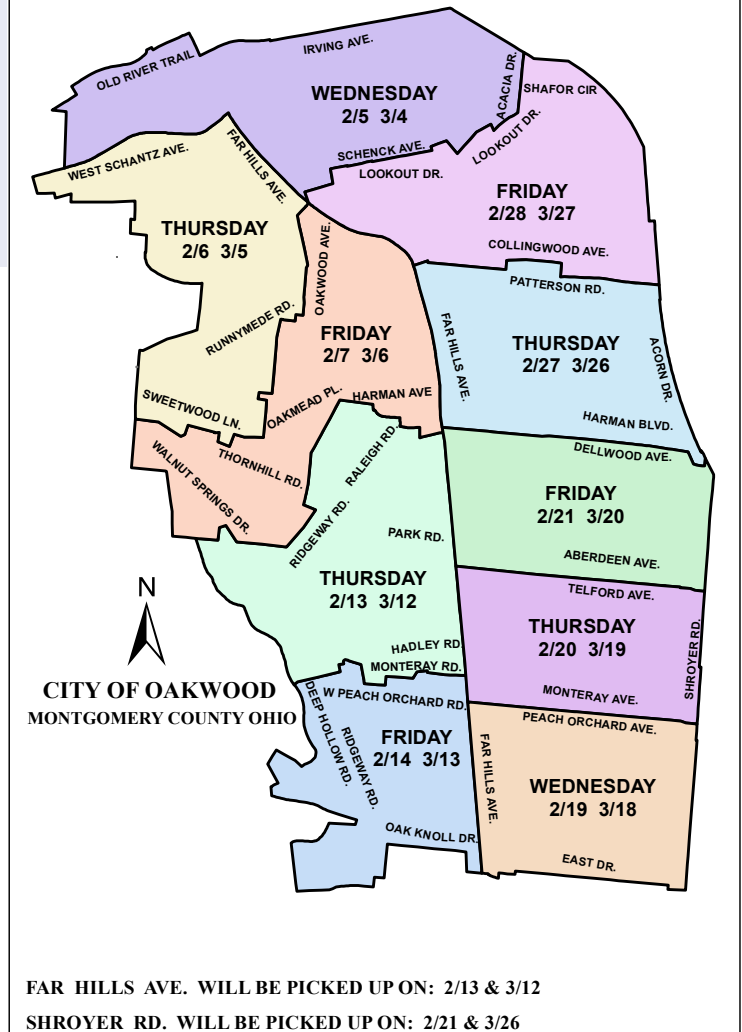 OLD RIVER TRAIL
IRVING AVE.
WEDNESDAY
2/5 3/4
ACACIA DR.
SHAFOR CIR
LOOKOUT DR.
SCHENCK AVE.
LOOKOUT DR.
WEST SCHANTZ AVE.
FAR HILLS AVE.
FRIDAY
2/28 3/27
COLLINGWOOD AVE.
THURSDAY
2/6 3/5
OAKWOOD AVE.
RUNNYMEDE RD.
PATTERSON RD.
FRIDAY
2/7 3/6
FAR HILLS AVE.
THURSDAY
2/27 3/26
ACORN DR.
SWEETWOOD LN.
OAKMEAD PL.
HARMAN AVE
HARMAN BLVD.
WALNUT SPRINGS DR.
THORNHILL RD.
RALEIGH RD.
DELLWOOD AVE.
RIDGEWAY RD.
FRIDAY
2/21 3/20
PARK RD.
ABERDEEN AVE.
THURSDAY
2/13 3/12
TELFORD AVE.
THURSDAY
2/20 3/19
SHROYER RD.
HADLEY RD.
MONTERAY RD.
MONTERAY AVE.
N
CITY OF OAKWOOD
MONTGOMERY COUNTY OHIO
W PEACH ORCHARD RD.
DEEP HOLLOW RD.
RIDGEWAY RD.
FRIDAY
2/14 3/13
PEACH ORCHARD AVE.
FAR HILLS AVE.
WEDNESDAY
2/19 3/18
OAK KNOLL DR.
EAST DR.
FAR HILLS AVE. WILL BE PICKED UP ON: 2/13 & 3/12
SHROYER RD. WILL BE PICKED UP ON: 2/21 & 3/26